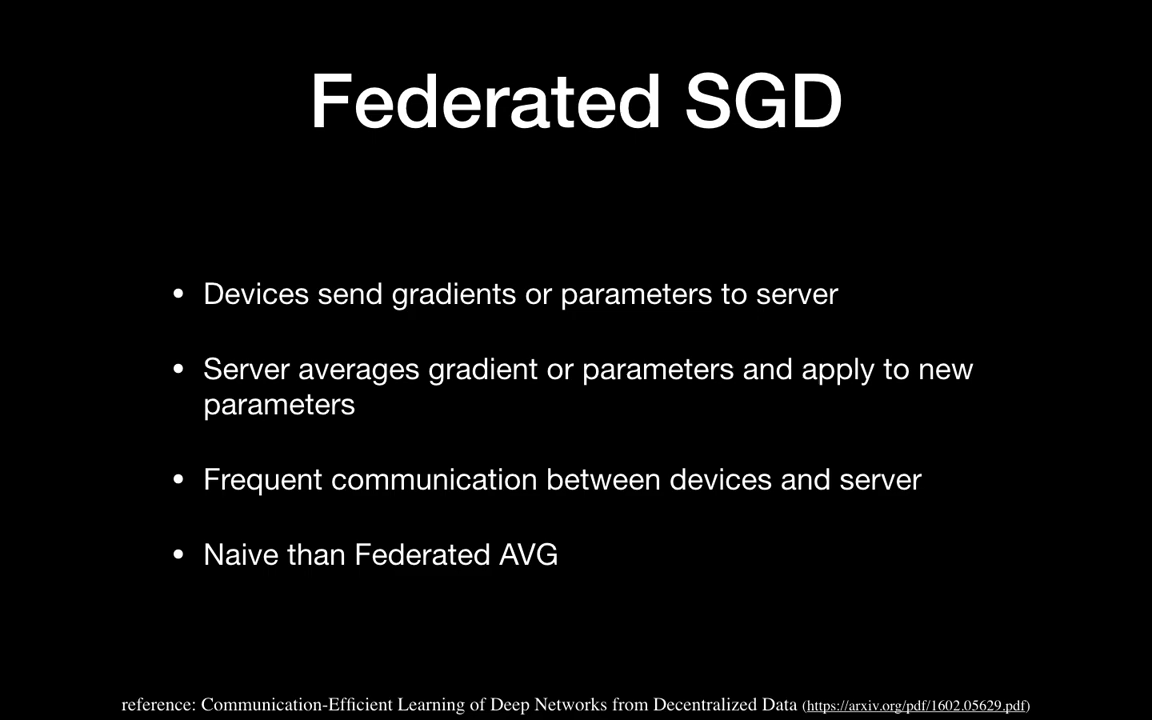 Federated SGD
• Devices send gradients or parameters to server
• Server averages gradient or parameters and apply to new
parameters
• Frequent communication between devices and server
• Naive than Federated AVG
reference: Communication-Efficient Learning of Deep Networks from Decentralized Data (https://arxiv.org/pdf/1602.05629.pdf)